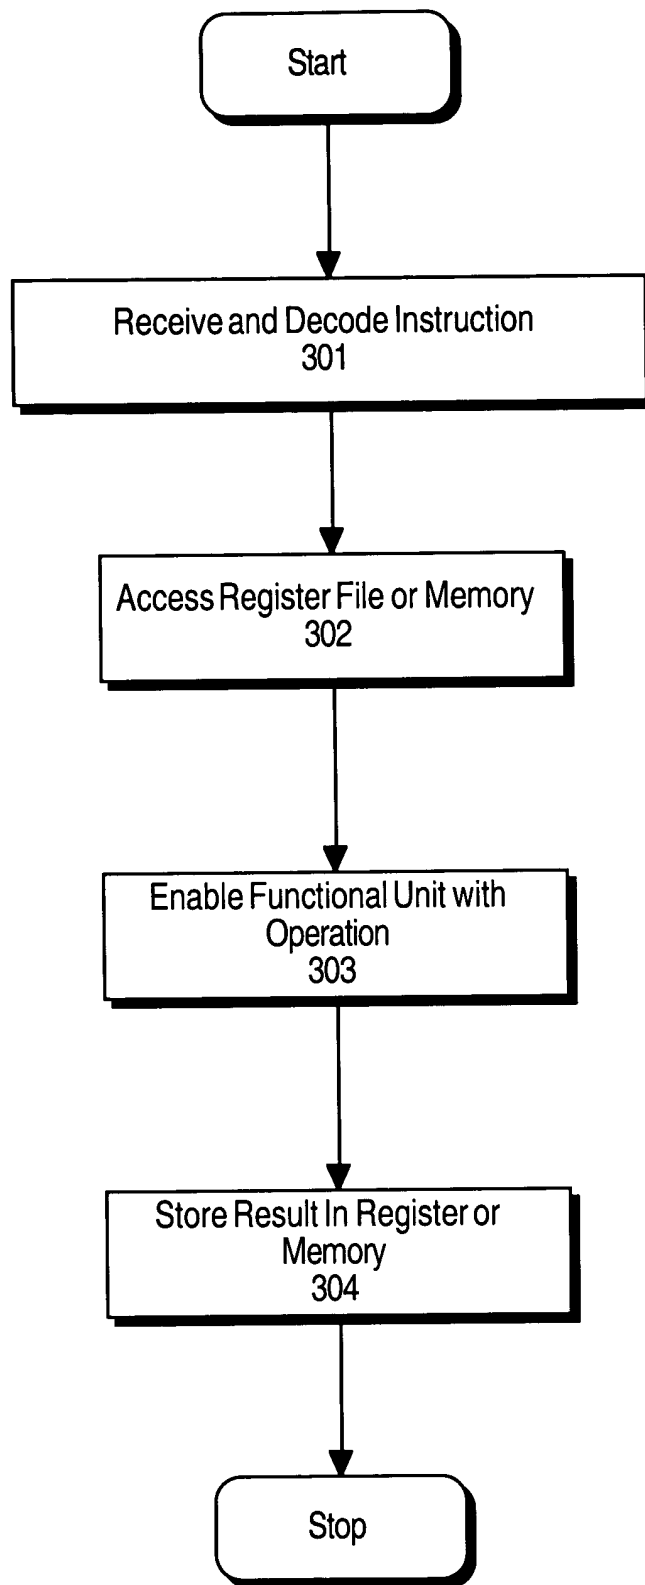 Start
Receive and Decode Instruction
301
Access Register File or Memory
302
Enable Functional Unit with
Operation
303
Store Result In Register or
Memory
304
Stop